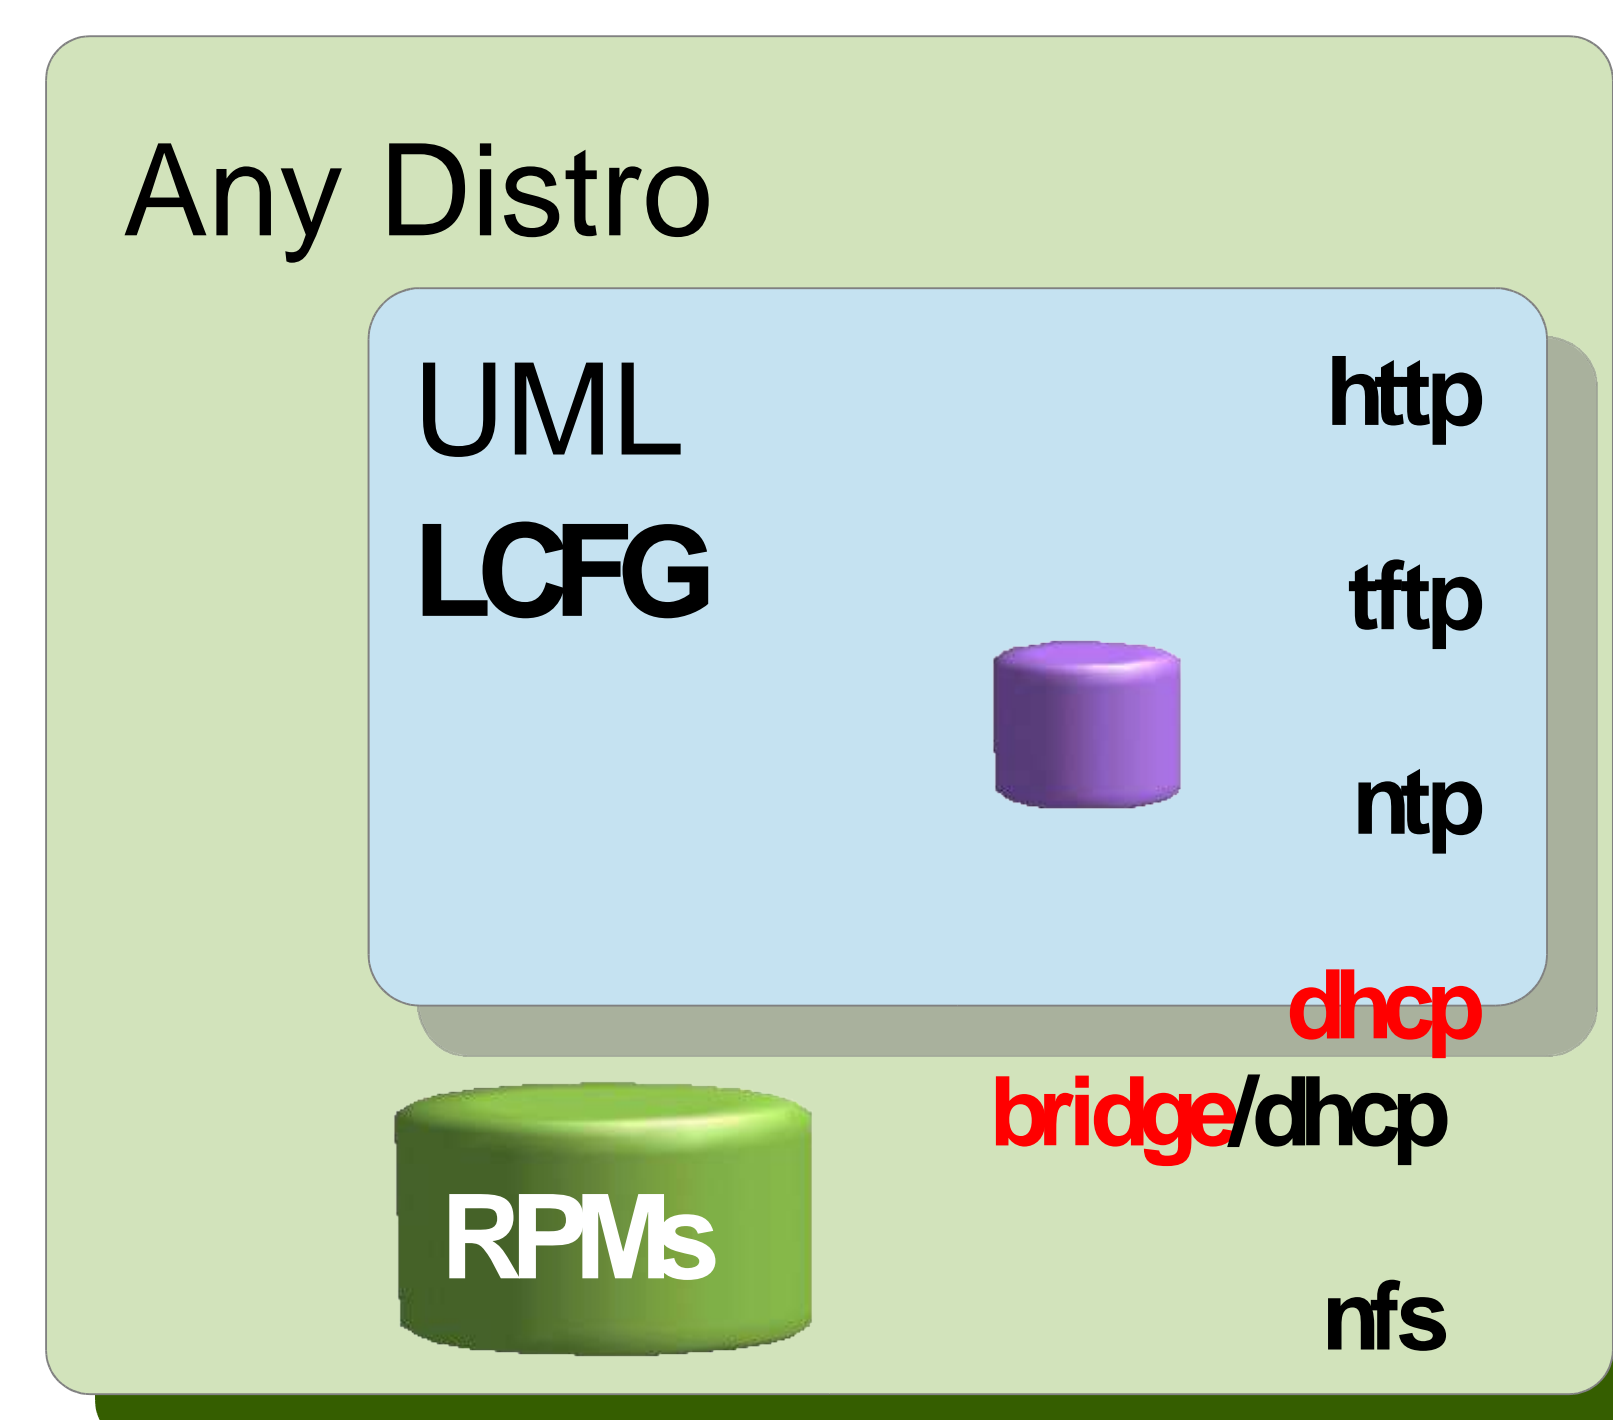 Any Distro
UML
LCFG
http
tftp
ntp
dhcp
bridge/dhcp
RPMs
nfs